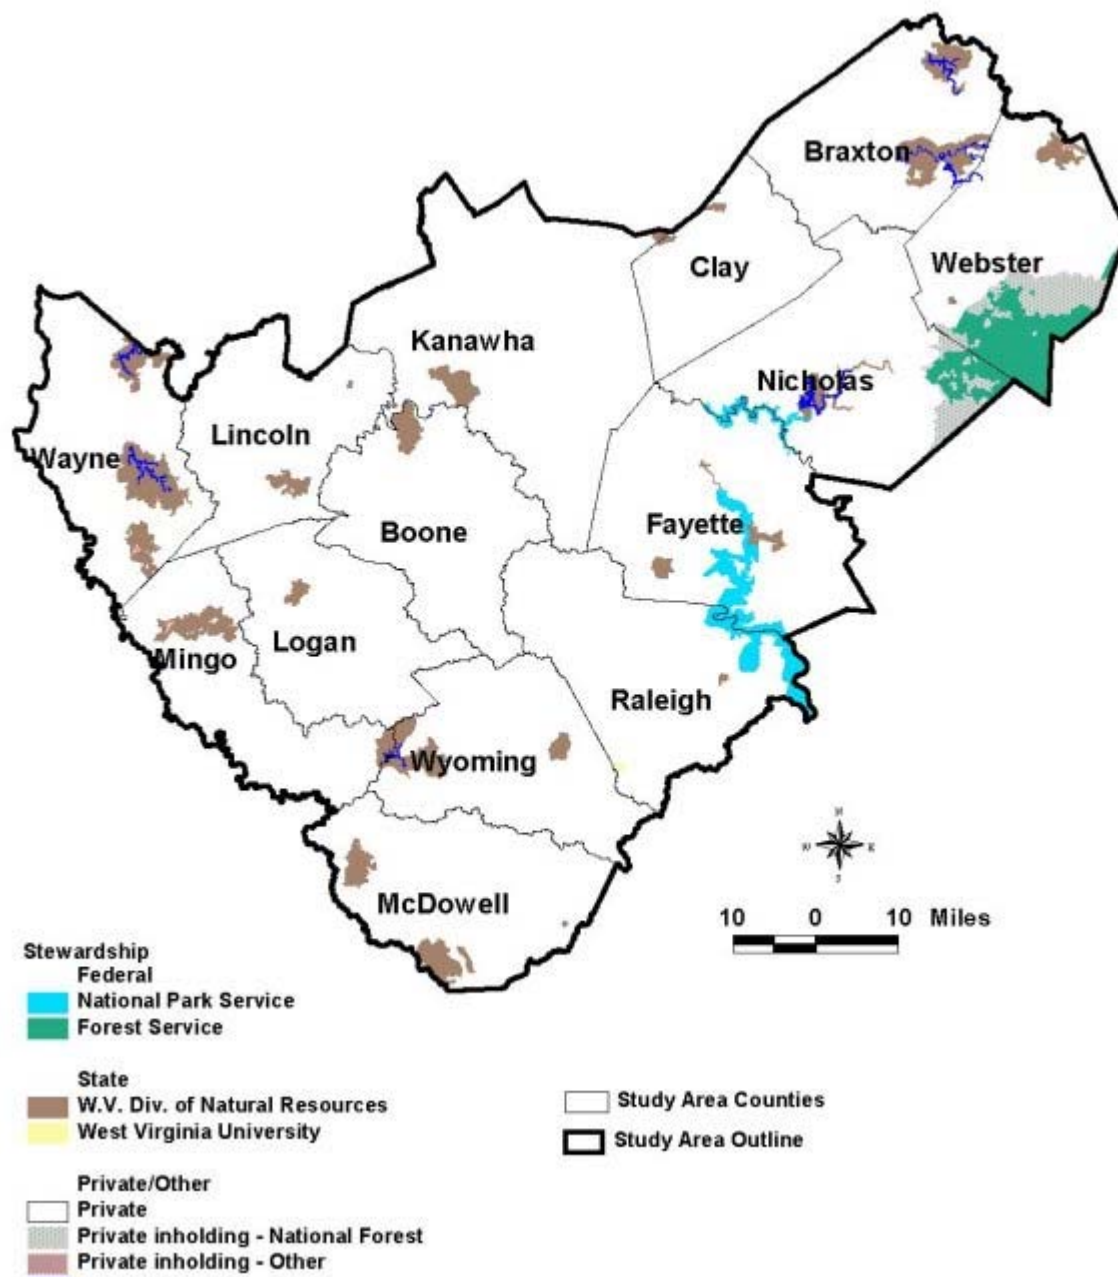 Braxton
Clay
Webster
Kanawha
Nicholas
Lincoln
Wayne
Boone
Fayette
Logan
Mingo
Raleigh
Wyoming
McDowell
N
W E
S
10 0 10 Miles
Stewardship
Federal
National Park Service
Forest Service
State
W.V. Div. of Natural Resources
West Virginia University
Study Area Counties
Study Area Outline
Private/Other
Private
Private inholding - National Forest
Private inholding - Other